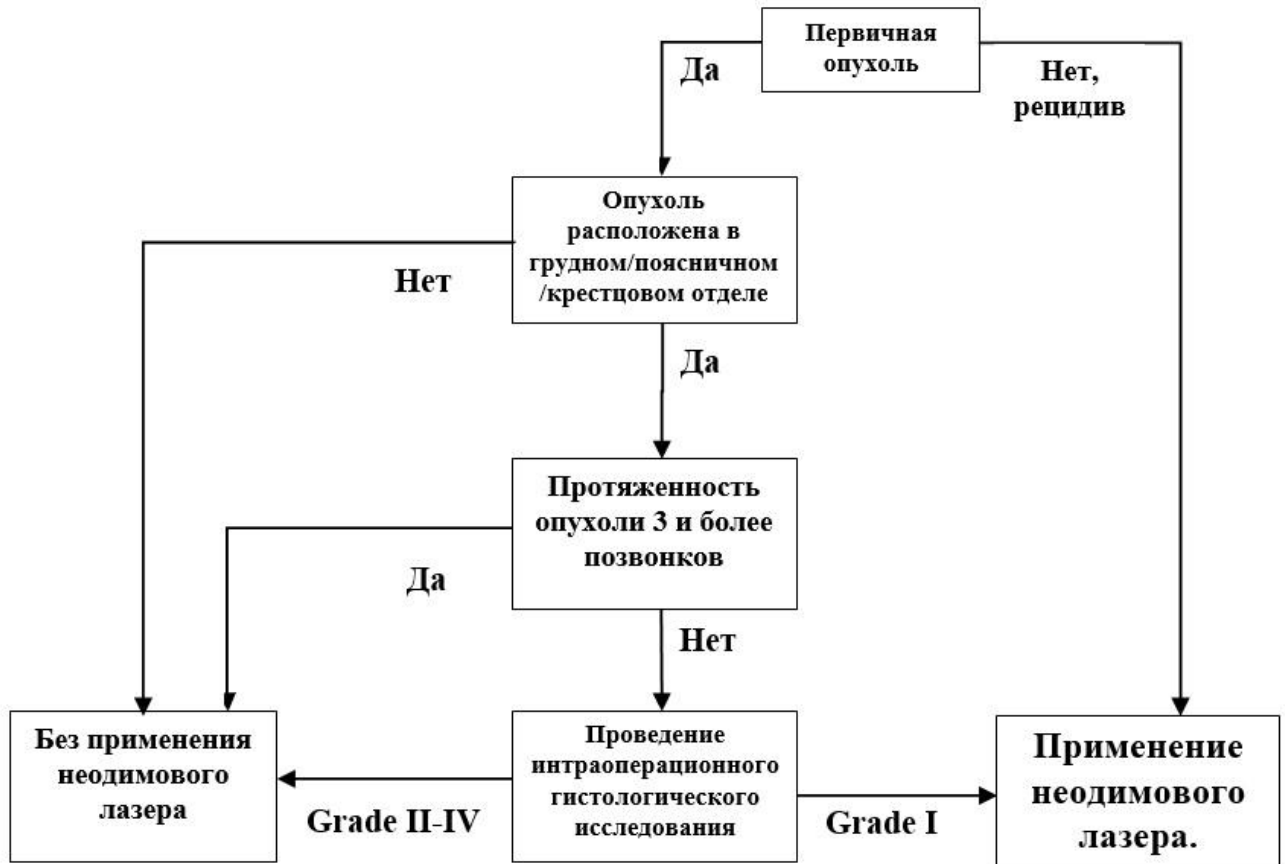 Первичная
опухоль
Да
Нет,
рецидив
Опухоль
расположена в
грудном/поясничном
/крестцовом отделе
Нет
Да
Протяженность
опухоли 3 и более
позвонков
Да
Нет
Без применения
неодимового
лазера
Проведение
интраоперационного
гистологического
исследования
Применение
неодимового
лазера.
Grade II-IV
Grade I